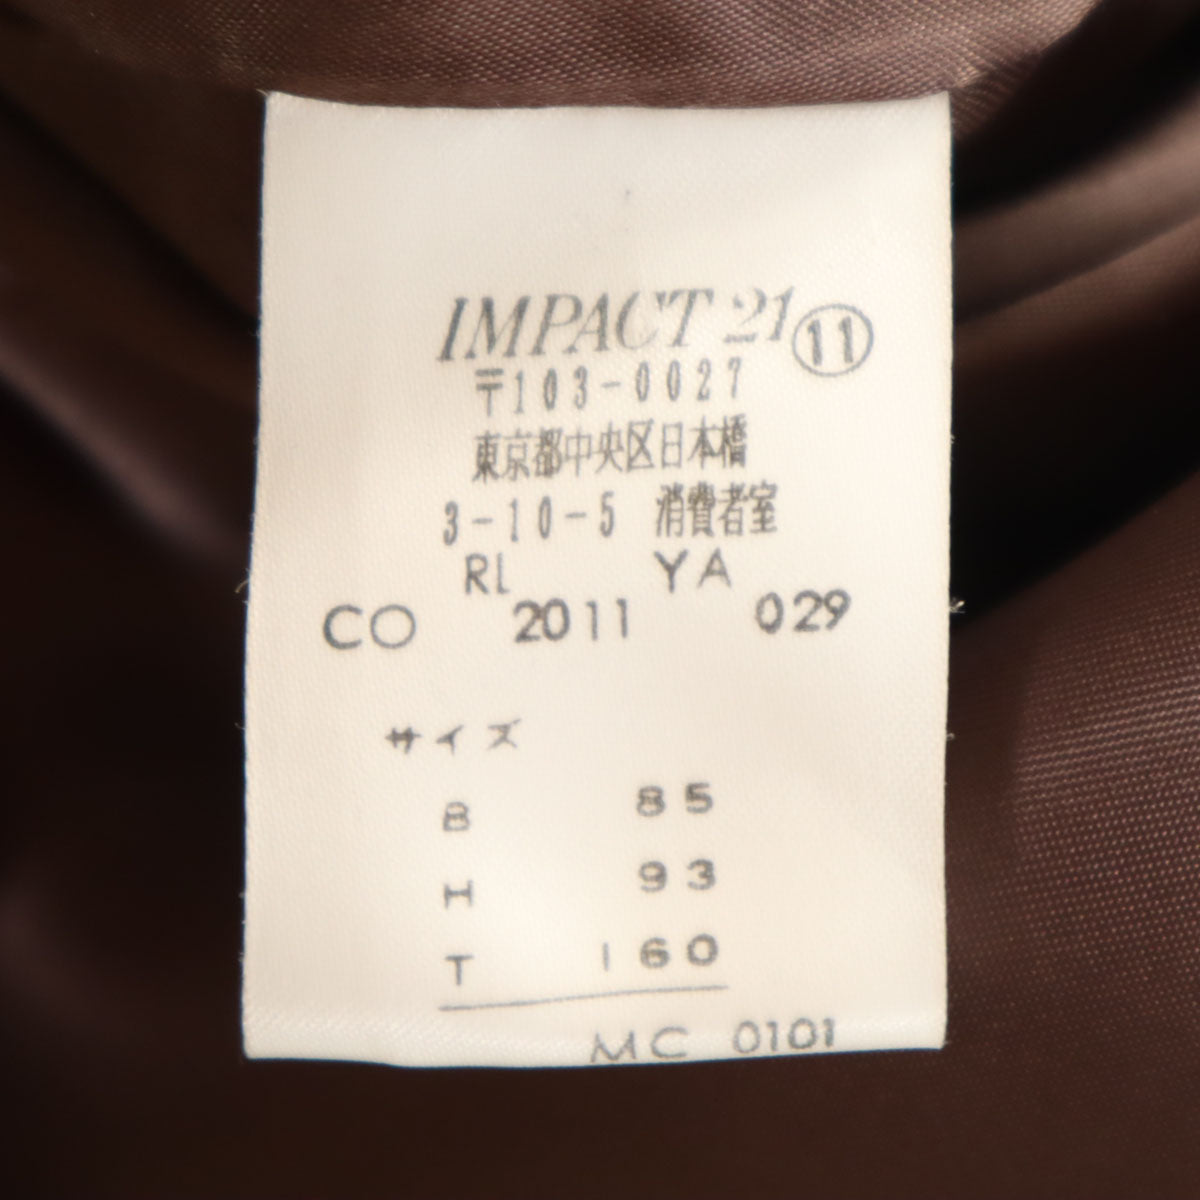 IMPACT 21 ⑪
〒103-0027
東京都中央区日本橋
3-10-5 消費者室
RL YA
CO 2011 029
サイズ
B 85
H 93
T 160
MC 0101